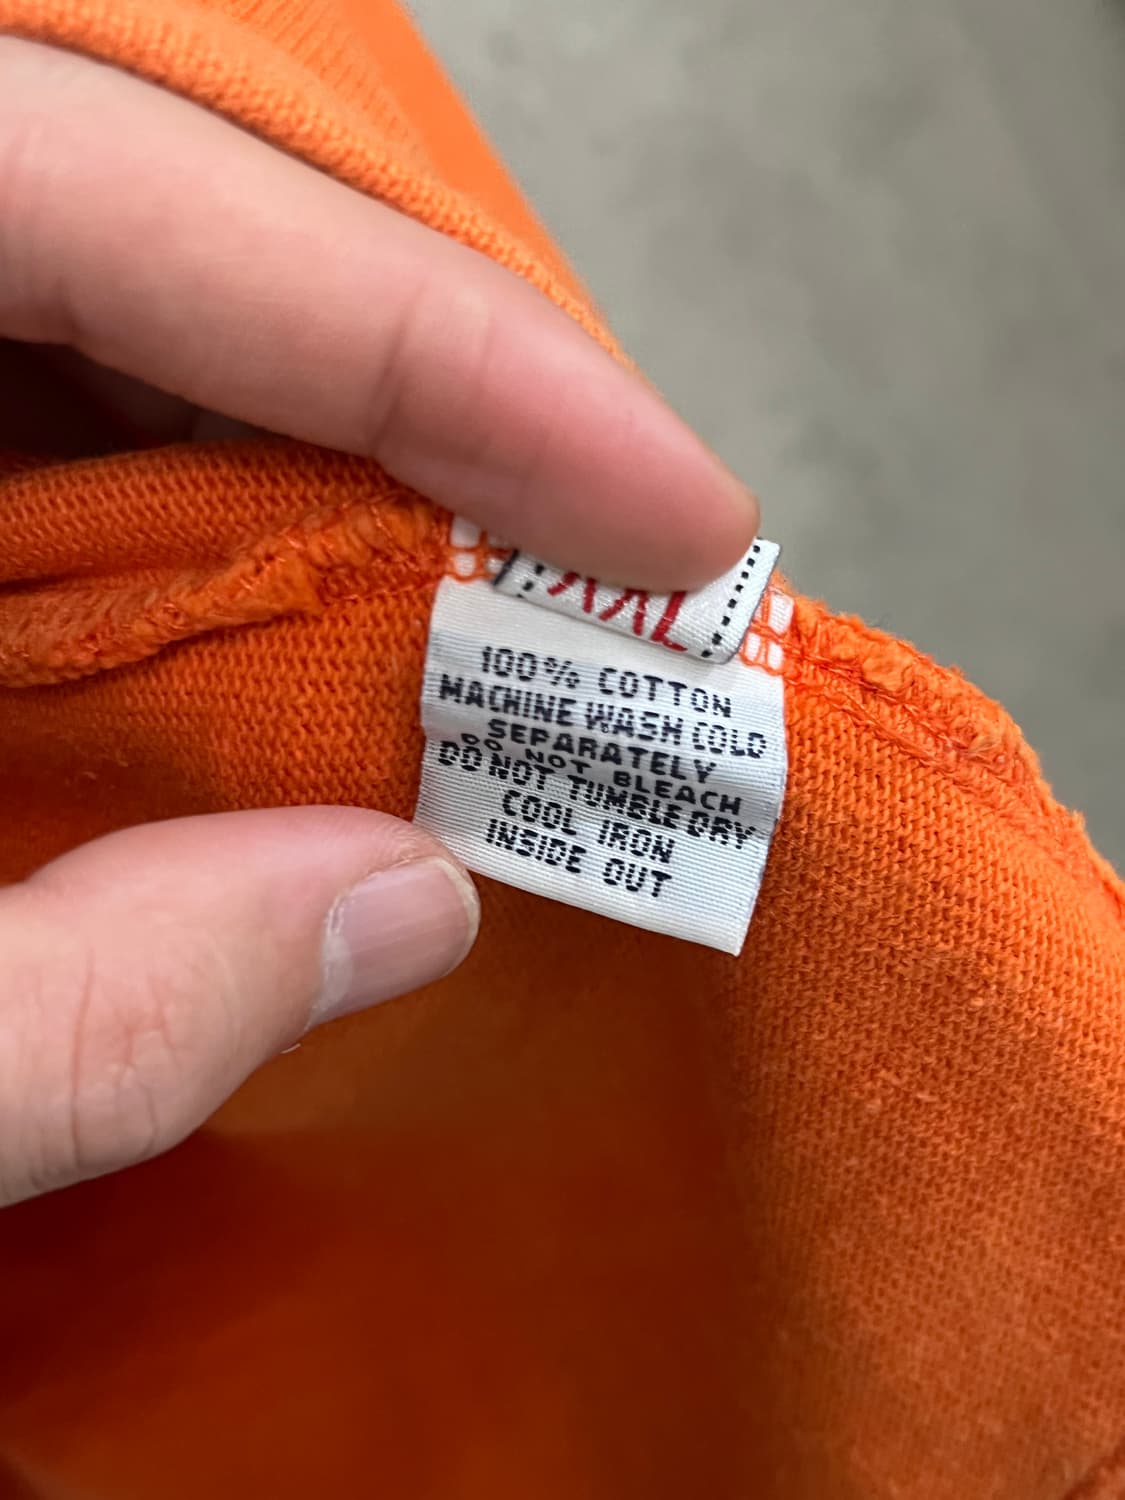 XXL
100% COTTON
MACHINE WASH COLD
SEPARATELY
DO NOT BLEACH
DO NOT TUMBLE DRY
COOL IRON
INSIDE OUT